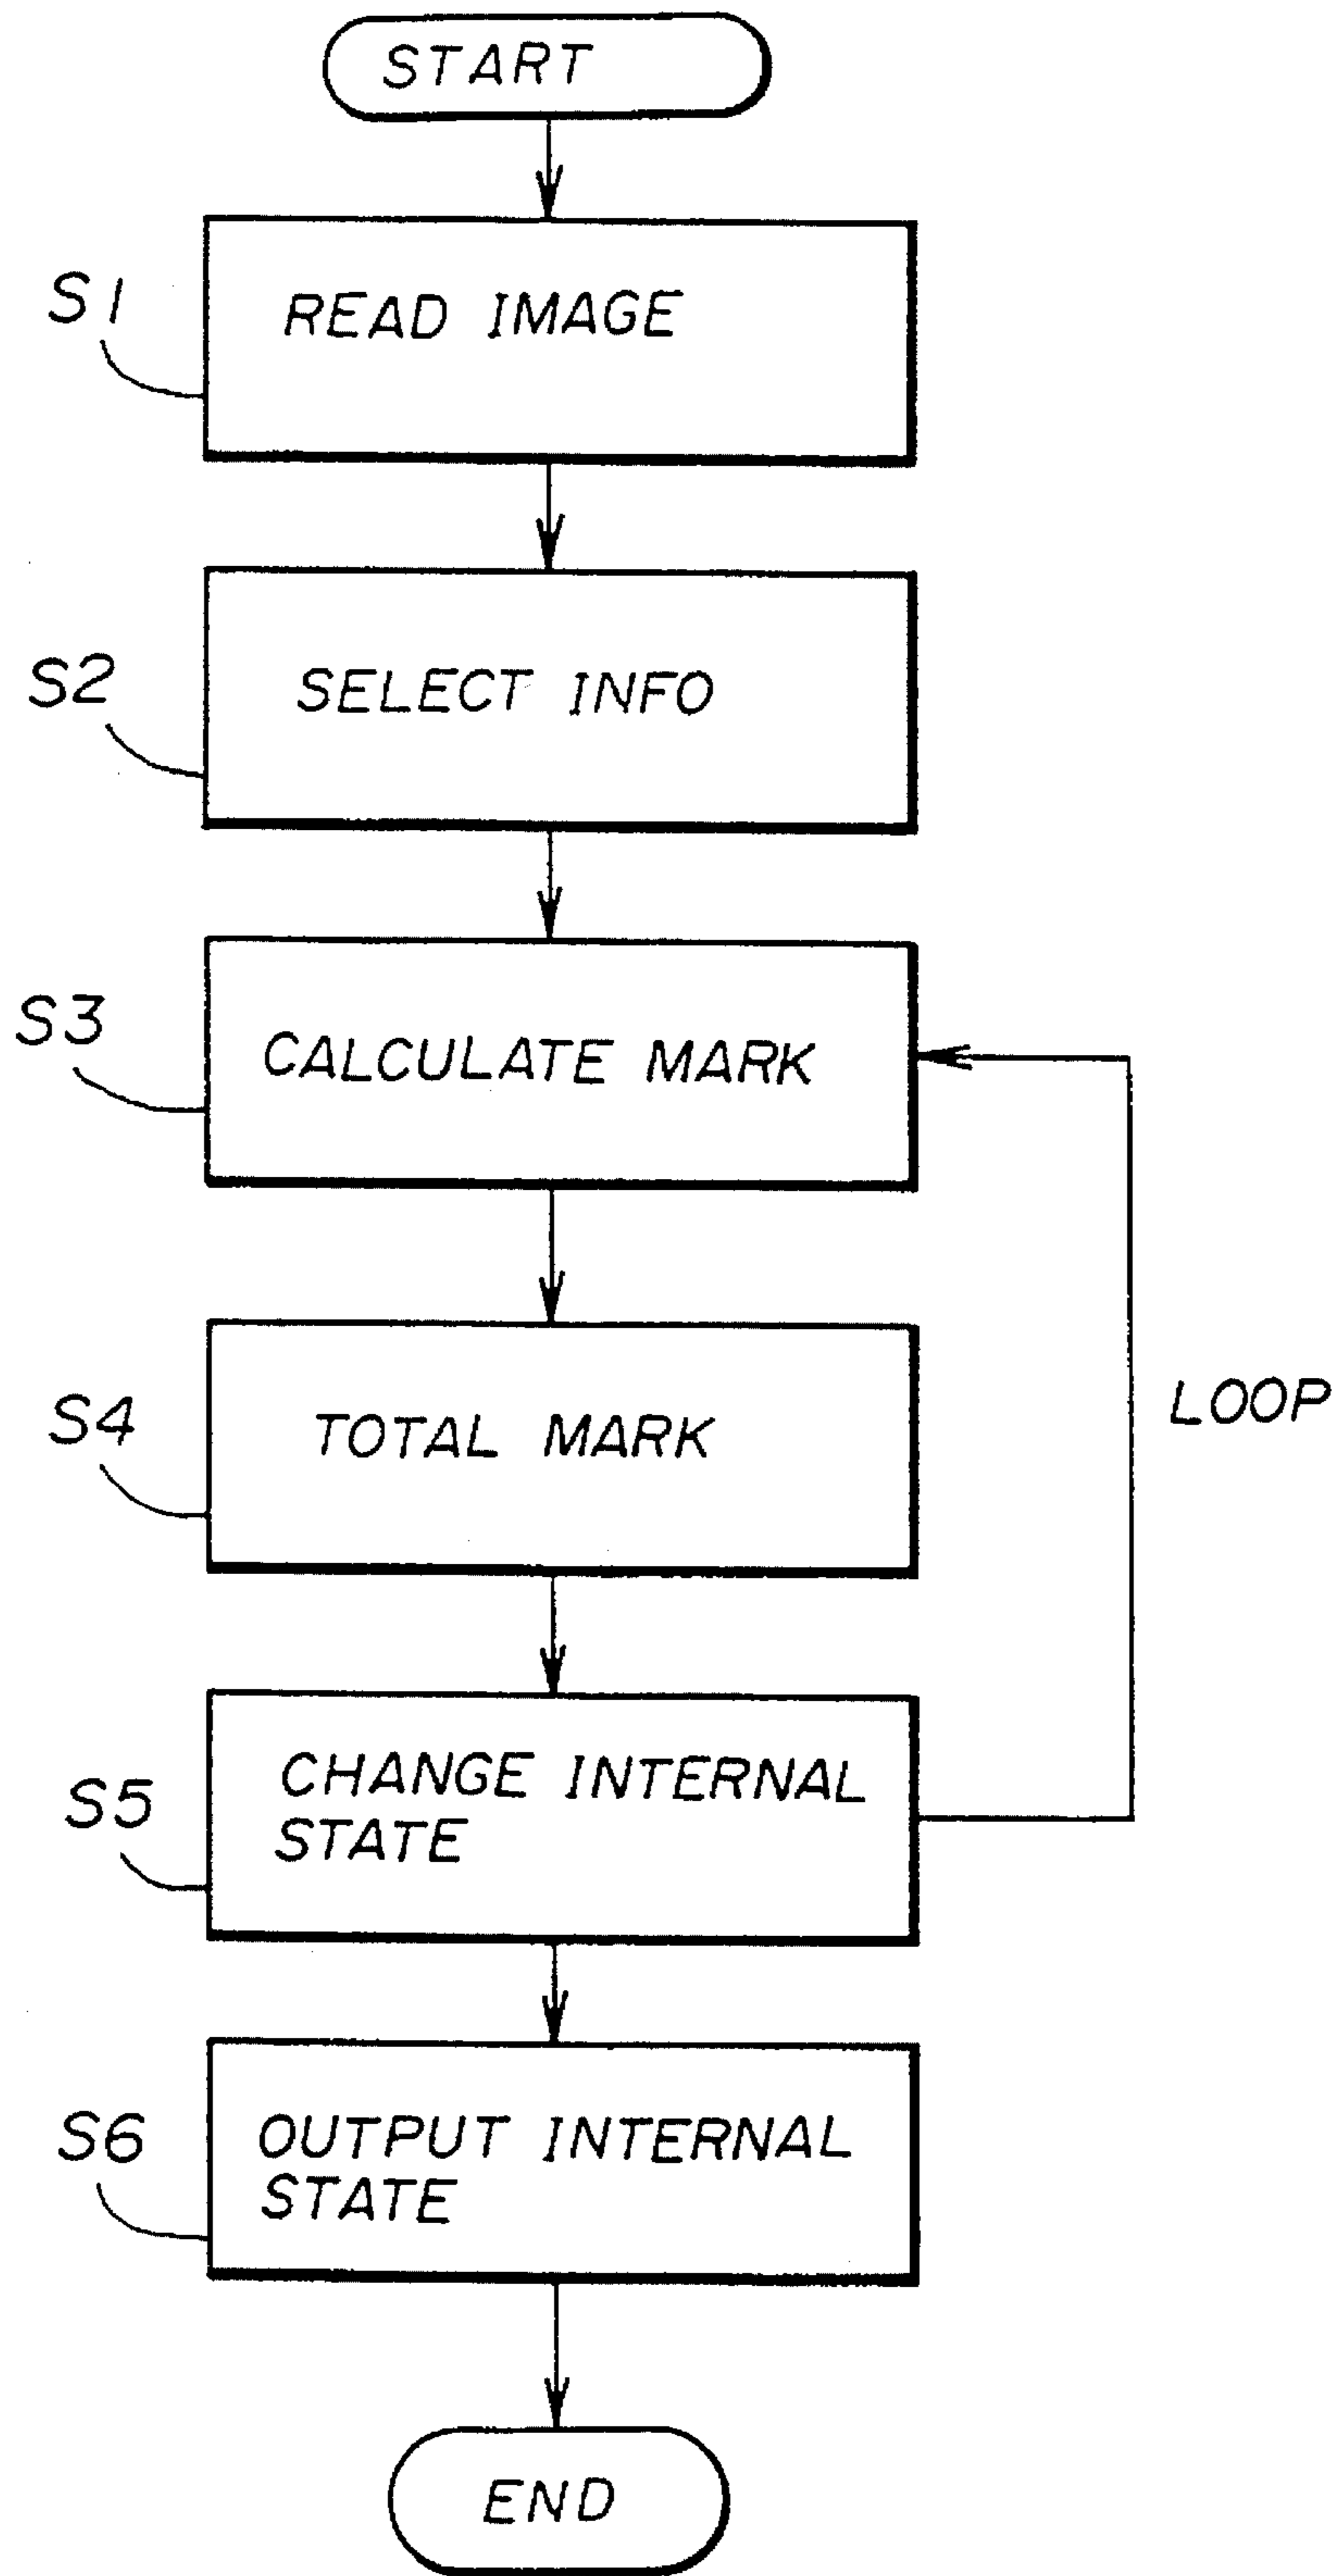 START
S1
READ IMAGE
S2
SELECT INFO
S3
CALCULATE MARK
S4
TOTAL MARK
LOOP
S5
CHANGE INTERNAL
STATE
S6
OUTPUT INTERNAL
STATE
END